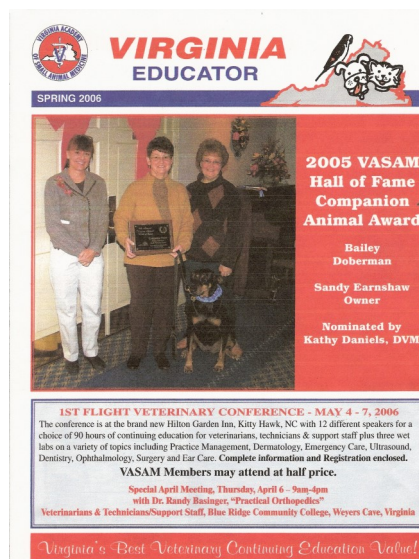 VIRGINIA ACADEMY
OF SMALL ANIMAL MEDICINE
VIRGINIA
EDUCATOR
SPRING 2006
2005 VASAM
Hall of Fame
Companion
Animal Award
Bailey
Doberman
Sandy Earnshaw
Owner
Nominated by
Kathy Daniels, DVM
1ST FLIGHT VETERINARY CONFERENCE - MAY 4 - 7, 2006
The conference is at the brand new Hilton Garden Inn, Kitty Hawk, NC with 12 different speakers for a
choice of 90 hours of continuing education for veterinarians, technicians & support staff plus three wet
labs on a variety of topics including Practice Management, Dermatology, Emergency Care, Ultrasound,
Dentistry, Ophthalmology, Surgery and Ear Care. Complete information and Registration enclosed.
VASAM Members may attend at half price.
Special April Meeting, Thursday, April 6 – 9am-4pm
with Dr. Randy Basinger, "Practical Orthopedics"
Veterinarians & Technicians/Support Staff, Blue Ridge Community College, Weyers Cave, Virginia
Virginia's Best Veterinary Continuing Education Value